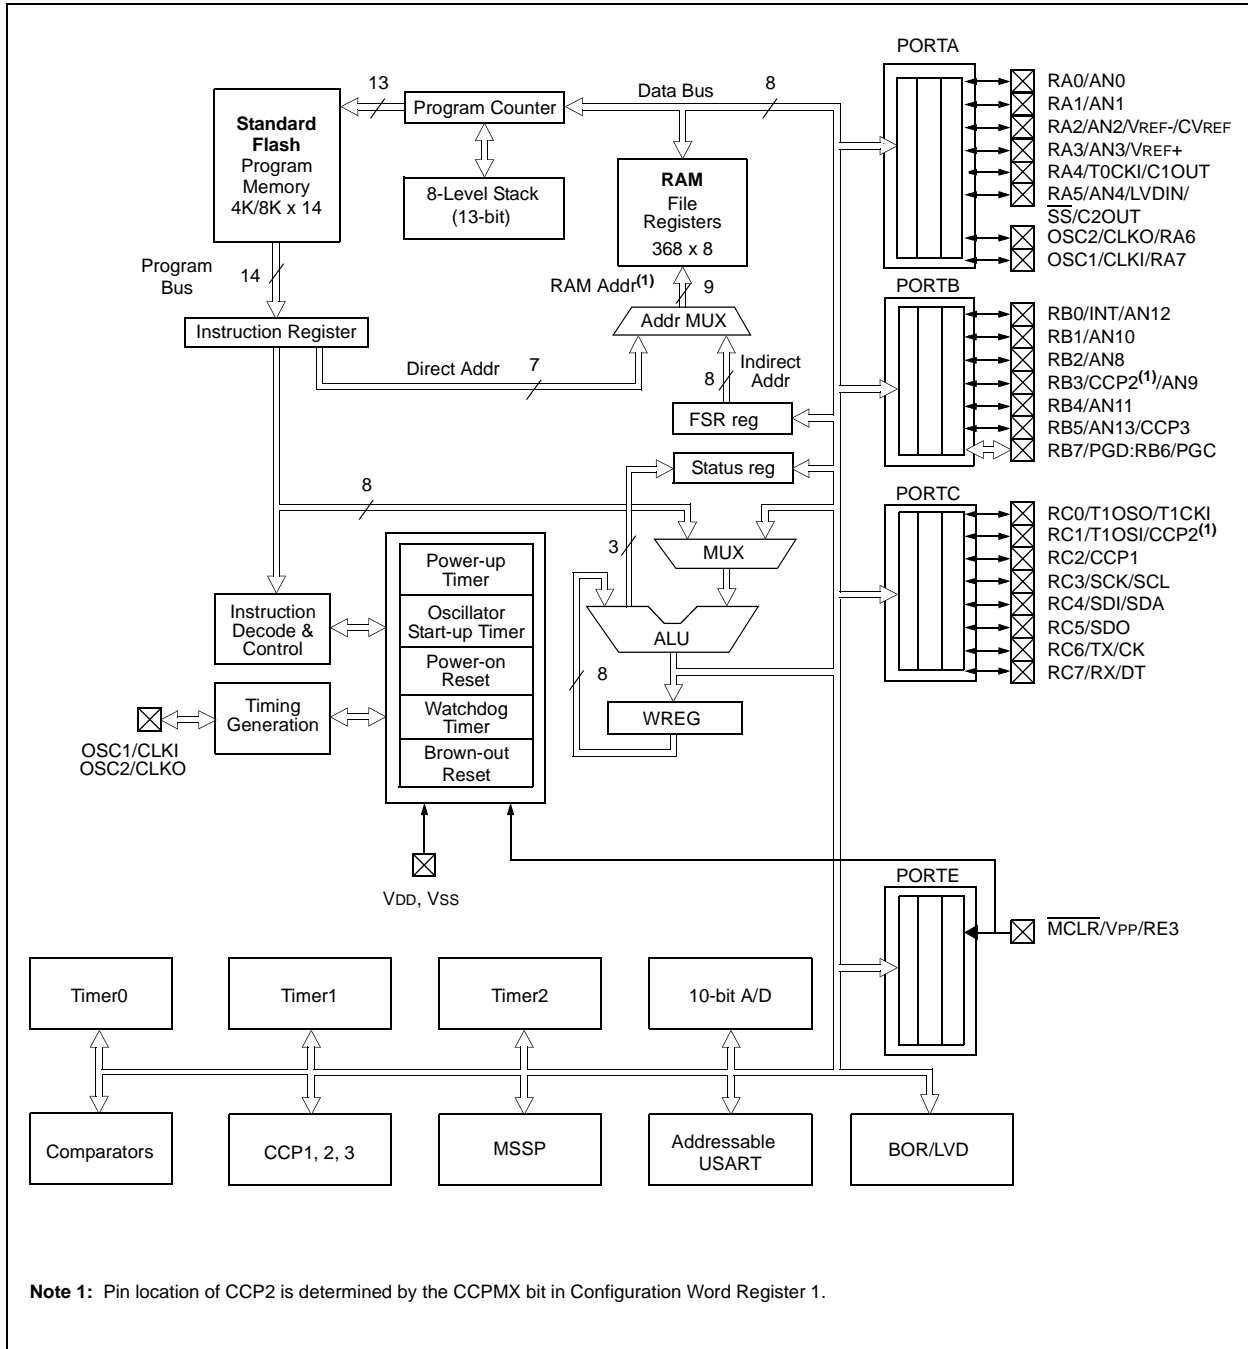 PORTA
13
Data Bus
8
Standard
Flash
Program
Memory
4K/8K x 14
Program Counter
8-Level Stack
(13-bit)
RAM
File
Registers
368 x 8
RA0/AN0
RA1/AN1
RA2/AN2/VREF-/CVREF
RA3/AN3/VREF+
RA4/T0CKI/C1OUT
RA5/AN4/LVDIN/
SS/C2OUT
OSC2/CLKO/RA6
OSC1/CLKI/RA7
Program
Bus
14
RAM Addr(1)
9
PORTB
Instruction Register
Addr MUX
Direct Addr
7
8
Indirect
Addr
FSR reg
Status reg
RB0/INT/AN12
RB1/AN10
RB2/AN8
RB3/CCP2(1)/AN9
RB4/AN11
RB5/AN13/CCP3
RB7/PGD:RB6/PGC
8
PORTC
3
MUX
ALU
8
WREG
RC0/T1OSO/T1CKI
RC1/T1OSI/CCP2(1)
RC2/CCP1
RC3/SCK/SCL
RC4/SDI/SDA
RC5/SDO
RC6/TX/CK
RC7/RX/DT
Power-up
Timer
Oscillator
Start-up Timer
Power-on
Reset
Watchdog
Timer
Brown-out
Reset
Instruction
Decode &
Control
Timing
Generation
OSC1/CLKI
OSC2/CLKO
VDD, VSS
PORTE
MCLR/VPP/RE3
Timer0
Timer1
Timer2
10-bit A/D
Comparators
CCP1, 2, 3
MSSP
Addressable
USART
BOR/LVD
Note 1: Pin location of CCP2 is determined by the CCPMX bit in Configuration Word Register 1.